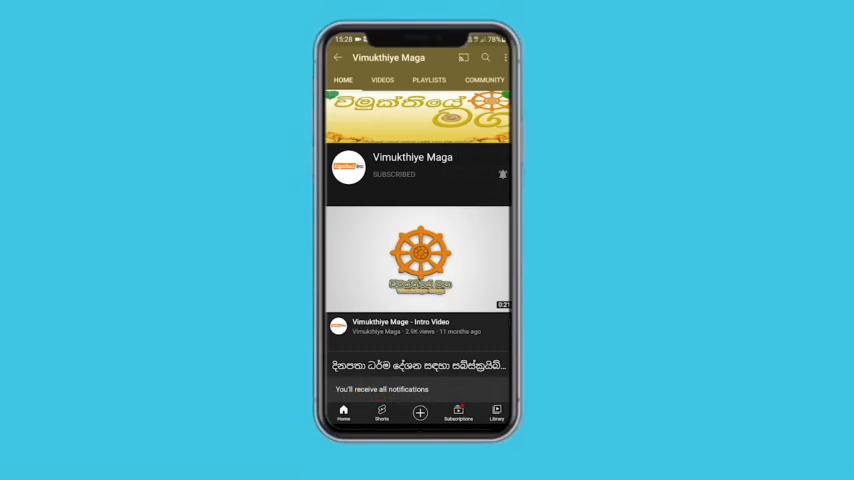 15:28
78%
Vimukthiye Maga
HOME VIDEOS PLAYLISTS COMMUNITY
විමුක්තියේ
මග
Vimukthiye Maga
SUBSCRIBED
0:21
Vimukthiye Mage - Intro Video
Vimukthiye Maga · 2.9K views · 11 months ago
දිනපතා ධර්ම දේශන සඳහා සබ්ස්ක්‍රයිබ්...
You'll receive all notifications
Home Shorts Subscriptions Library